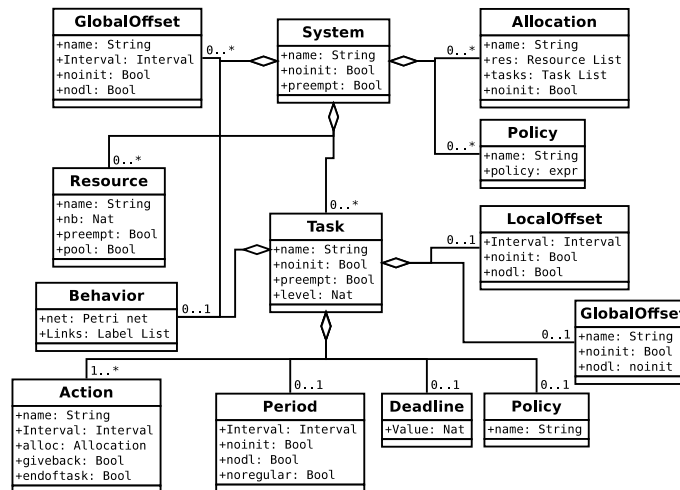 GlobalOffset
+name: String
+Interval: Interval
+noinit: Bool
+nodl: Bool
0..*
System
+name: String
+noinit: Bool
+preempt: Bool
0..*
Allocation
+name: String
+res: Resource List
+tasks: Task List
+noinit: Bool
0..*
Policy
+name: String
+policy: expr
0..*
Resource
+name: String
+nb: Nat
+preempt: Bool
+pool: Bool
0..*
Task
+name: String
+noinit: Bool
+preempt: Bool
+level: Nat
0..1
LocalOffset
+Interval: Interval
+noinit: Bool
+nodl: Bool
Behavior
+net: Petri net
+Links: Label List
0..1
0..1
GlobalOffset
+name: String
+noinit: Bool
+nodl: noinit
1..*
Action
+name: String
+Interval: Interval
+alloc: Allocation
+giveback: Bool
+endoftask: Bool
0..1
Period
+Interval: Interval
+noinit: Bool
+nodl: Bool
+noregular: Bool
0..1
Deadline
+Value: Nat
0..1
Policy
+name: String